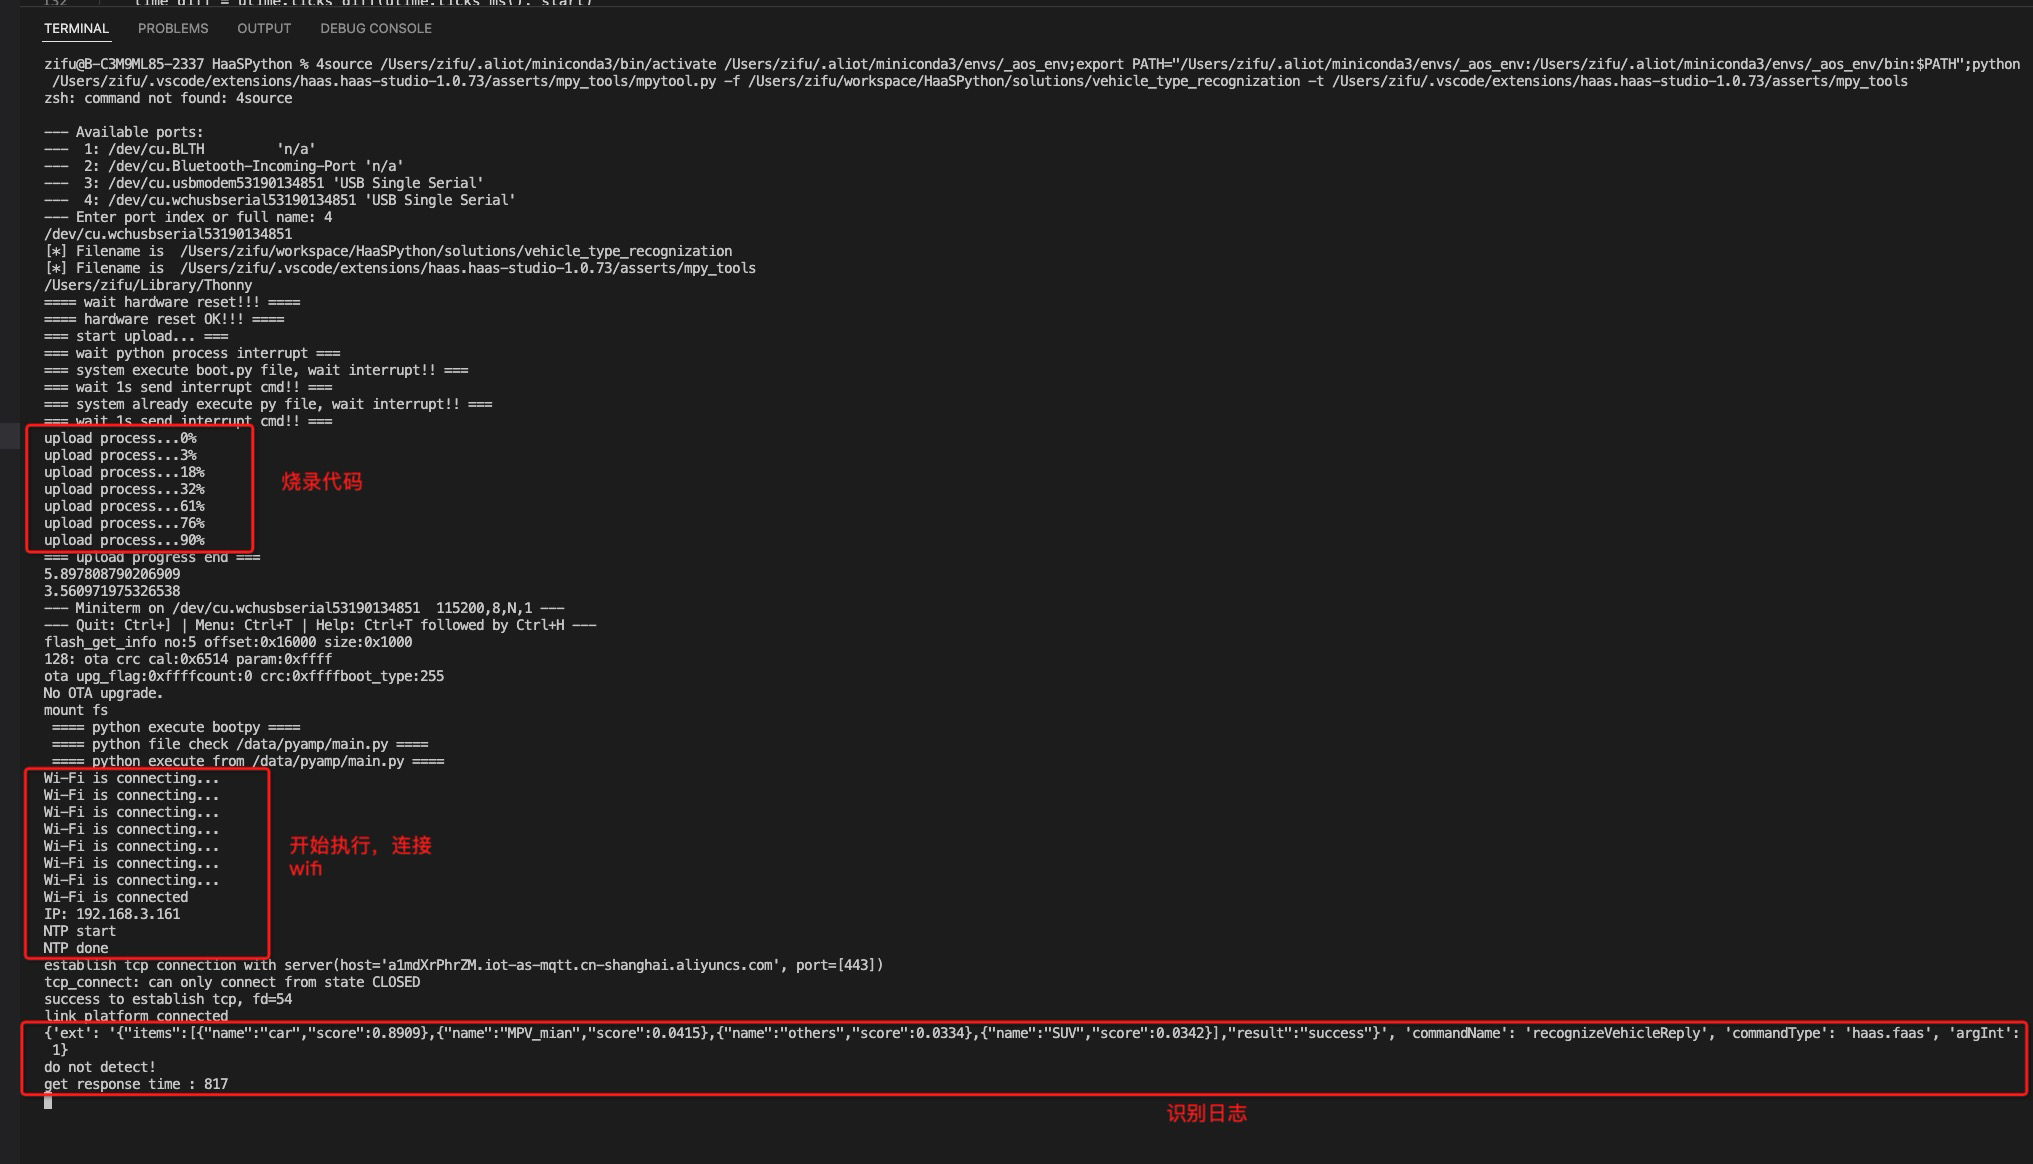 132    time_diff = utime.ticks_diff(utime.ticks_ms(), start)
TERMINAL PROBLEMS OUTPUT DEBUG CONSOLE
zifu@B-C3M9ML85-2337 HaaSPython % 4source /Users/zifu/.aliot/miniconda3/bin/activate /Users/zifu/.aliot/miniconda3/envs/_aos_env;export PATH="/Users/zifu/.aliot/miniconda3/envs/_aos_env:/Users/zifu/.aliot/miniconda3/envs/_aos_env/bin:$PATH";python
/Users/zifu/.vscode/extensions/haas.haas-studio-1.0.73/asserts/mpy_tools/mpytool.py -f /Users/zifu/workspace/HaaSPython/solutions/vehicle_type_recognization -t /Users/zifu/.vscode/extensions/haas.haas-studio-1.0.73/asserts/mpy_tools
zsh: command not found: 4source
--- Available ports:
---  1: /dev/cu.BLTH         'n/a'
---  2: /dev/cu.Bluetooth-Incoming-Port 'n/a'
---  3: /dev/cu.usbmodem53190134851 'USB Single Serial'
---  4: /dev/cu.wchusbserial53190134851 'USB Single Serial'
--- Enter port index or full name: 4
/dev/cu.wchusbserial53190134851
[*] Filename is  /Users/zifu/workspace/HaaSPython/solutions/vehicle_type_recognization
[*] Filename is  /Users/zifu/.vscode/extensions/haas.haas-studio-1.0.73/asserts/mpy_tools
/Users/zifu/Library/Thonny
==== wait hardware reset!!! ====
==== hardware reset OK!!! ====
=== start upload... ===
=== wait python process interrupt ===
=== system execute boot.py file, wait interrupt!! ===
=== wait 1s send interrupt cmd!! ===
=== system already execute py file, wait interrupt!! ===
=== wait 1s send interrupt cmd!! ===
upload process...0%
upload process...3%
upload process...18%
烧录代码
upload process...32%
upload process...61%
upload process...76%
upload process...90%
=== upload progress end ===
5.897808790206909
3.560971975326538
--- Miniterm on /dev/cu.wchusbserial53190134851  115200,8,N,1 ---
--- Quit: Ctrl+] | Menu: Ctrl+T | Help: Ctrl+T followed by Ctrl+H ---
flash_get_info no:5 offset:0x16000 size:0x1000
128: ota crc cal:0x6514 param:0xffff
ota upg_flag:0xffffcount:0 crc:0xffffboot_type:255
No OTA upgrade.
mount fs
==== python execute bootpy ====
==== python file check /data/pyamp/main.py ====
==== python execute from /data/pyamp/main.py ====
Wi-Fi is connecting...
Wi-Fi is connecting...
Wi-Fi is connecting...
Wi-Fi is connecting...
Wi-Fi is connecting...
开始执行，连接
wifi
Wi-Fi is connecting...
Wi-Fi is connecting...
Wi-Fi is connected
IP: 192.168.3.161
NTP start
NTP done
establish tcp connection with server(host='a1mdXrPhrZM.iot-as-mqtt.cn-shanghai.aliyuncs.com', port=[443])
tcp_connect: can only connect from state CLOSED
success to establish tcp, fd=54
link platform connected
{'ext': '{"items":[{"name":"car","score":0.8909},{"name":"MPV_mian","score":0.0415},{"name":"others","score":0.0334},{"name":"SUV","score":0.0342}],"result":"success"}', 'commandName': 'recognizeVehicleReply', 'commandType': 'haas.faas', 'argInt':
1}
do not detect!
get response time : 817
识别日志